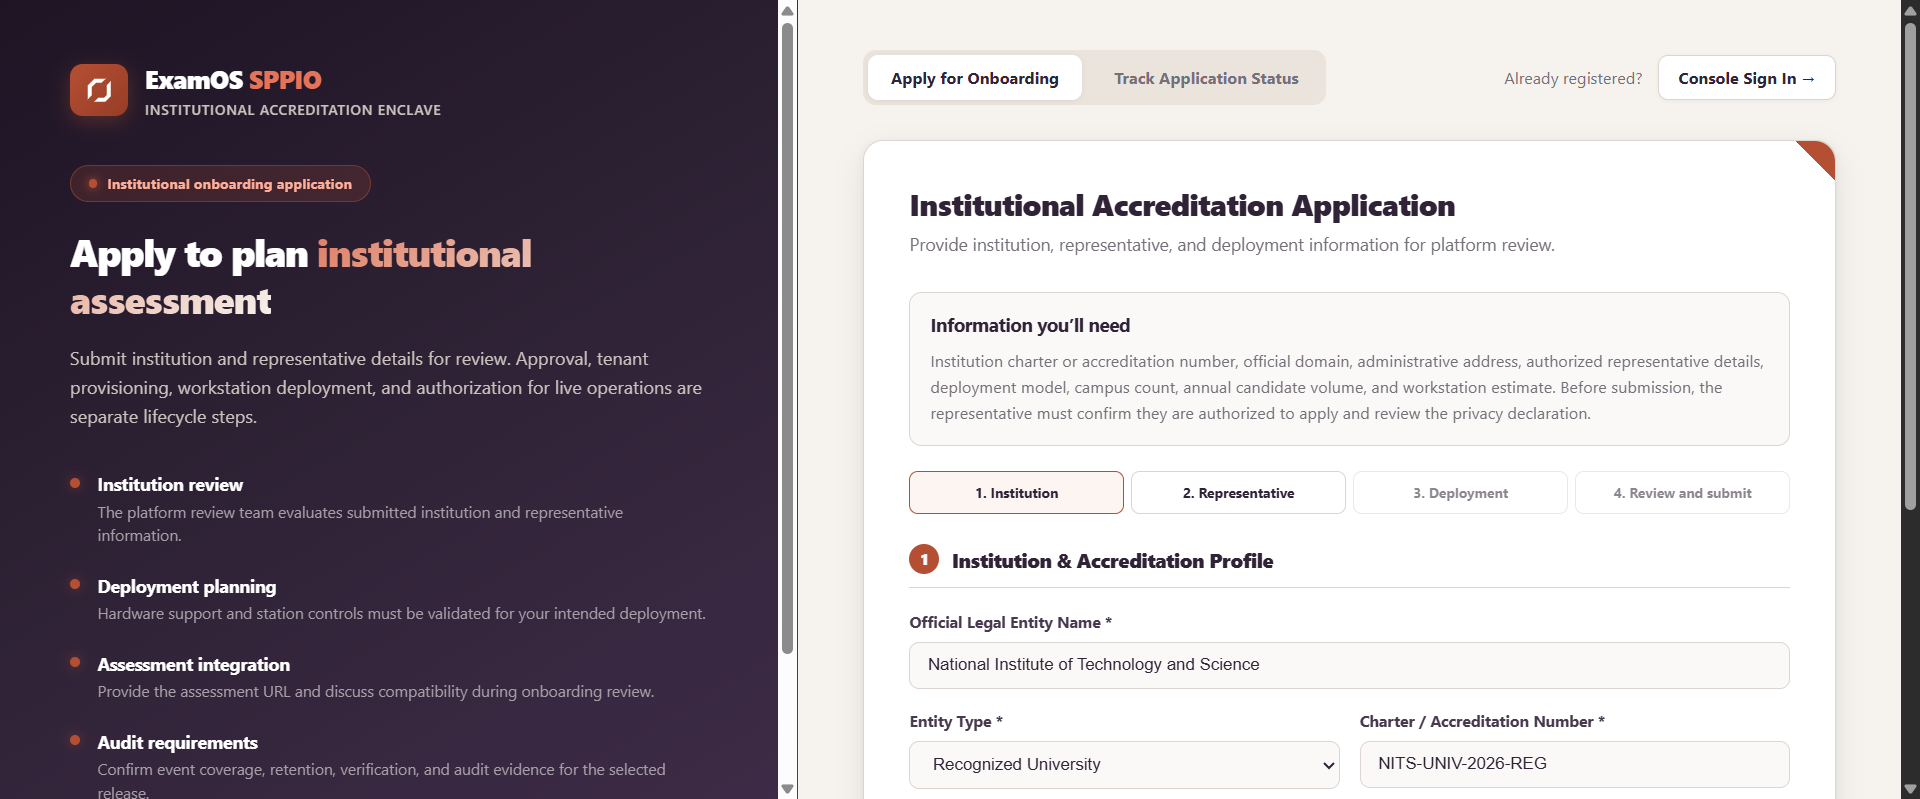 ExamOS SPPIO
INSTITUTIONAL ACCREDITATION ENCLAVE
Institutional onboarding application
Apply to plan institutional
assessment
Submit institution and representative details for review. Approval, tenant
provisioning, workstation deployment, and authorization for live operations are
separate lifecycle steps.
Institution review
The platform review team evaluates submitted institution and representative
information.
Deployment planning
Hardware support and station controls must be validated for your intended deployment.
Assessment integration
Provide the assessment URL and discuss compatibility during onboarding review.
Audit requirements
Confirm event coverage, retention, verification, and audit evidence for the selected
release.
Apply for Onboarding
Track Application Status
Already registered?
Console Sign In →
Institutional Accreditation Application
Provide institution, representative, and deployment information for platform review.
Information you’ll need
Institution charter or accreditation number, official domain, administrative address, authorized representative details,
deployment model, campus count, annual candidate volume, and workstation estimate. Before submission, the
representative must confirm they are authorized to apply and review the privacy declaration.
1. Institution
2. Representative
3. Deployment
4. Review and submit
1 Institution & Accreditation Profile
Official Legal Entity Name *
National Institute of Technology and Science
Entity Type *
Recognized University
Charter / Accreditation Number *
NITS-UNIV-2026-REG